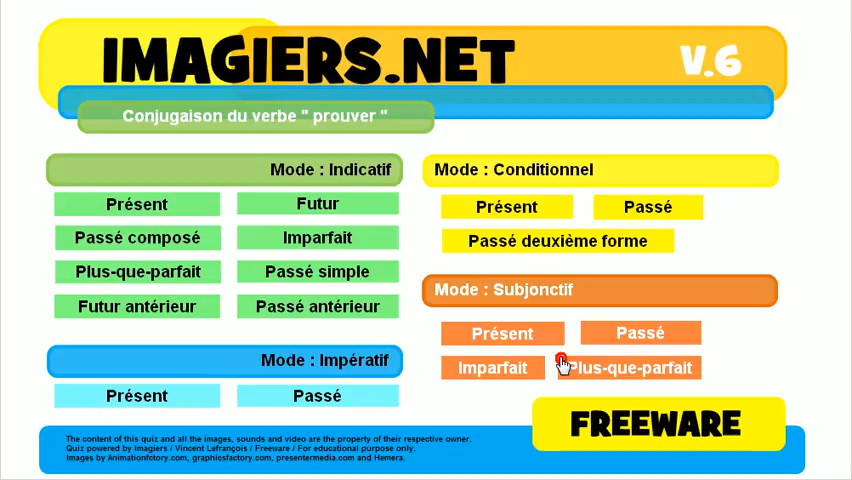 IMAGIERS.NET
V.6
Conjugaison du verbe " prouver "
Mode : Indicatif
Présent
Futur
Passé composé
Imparfait
Plus-que-parfait
Passé simple
Futur antérieur
Passé antérieur
Mode : Impératif
Présent
Passé
Mode : Conditionnel
Présent
Passé
Passé deuxième forme
Mode : Subjonctif
Présent
Passé
Imparfait
Plus-que-parfait
FREEWARE
The content of this quiz and all the images, sounds and video are the property of their respective owner.
Quiz powered by Imagiers / Vincent Lefrançois / Freeware / For educational purpose only.
Images by Animationfctory.com, graphicsfactory.com, presentermedia.com and Hemera.